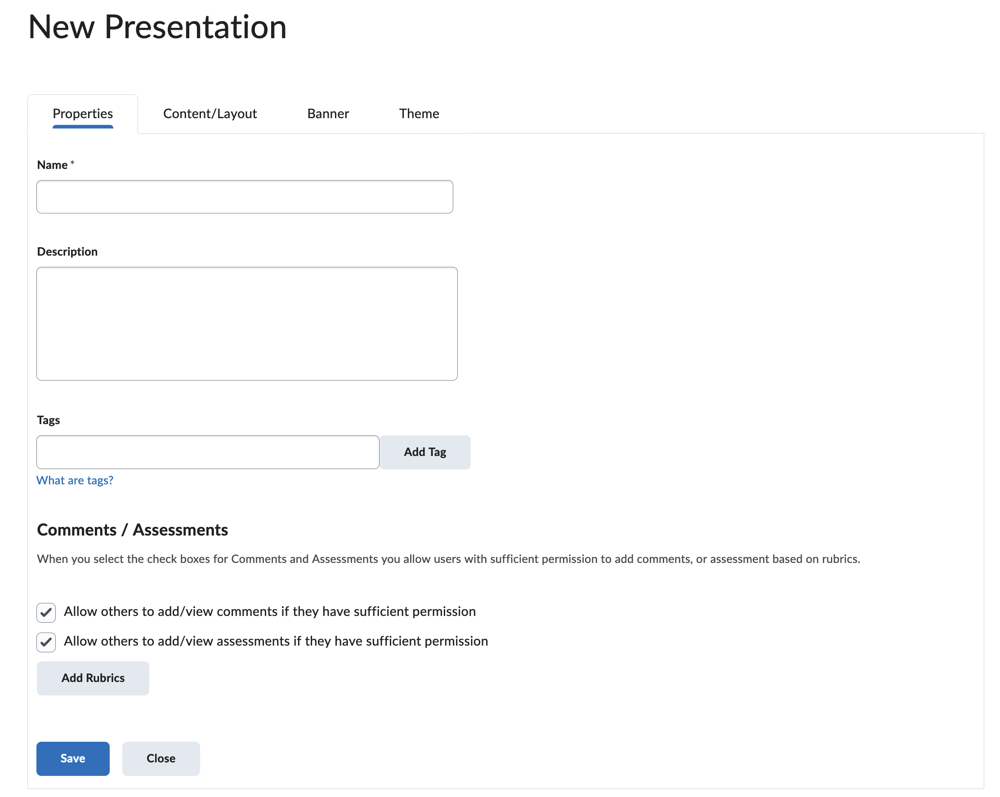 New Presentation
Properties Content/Layout Banner Theme
Name *
Description
Tags
Add Tag
What are tags?
Comments / Assessments
When you select the check boxes for Comments and Assessments you allow users with sufficient permission to add comments, or assessment based on rubrics.
Allow others to add/view comments if they have sufficient permission
Allow others to add/view assessments if they have sufficient permission
Add Rubrics
Save Close